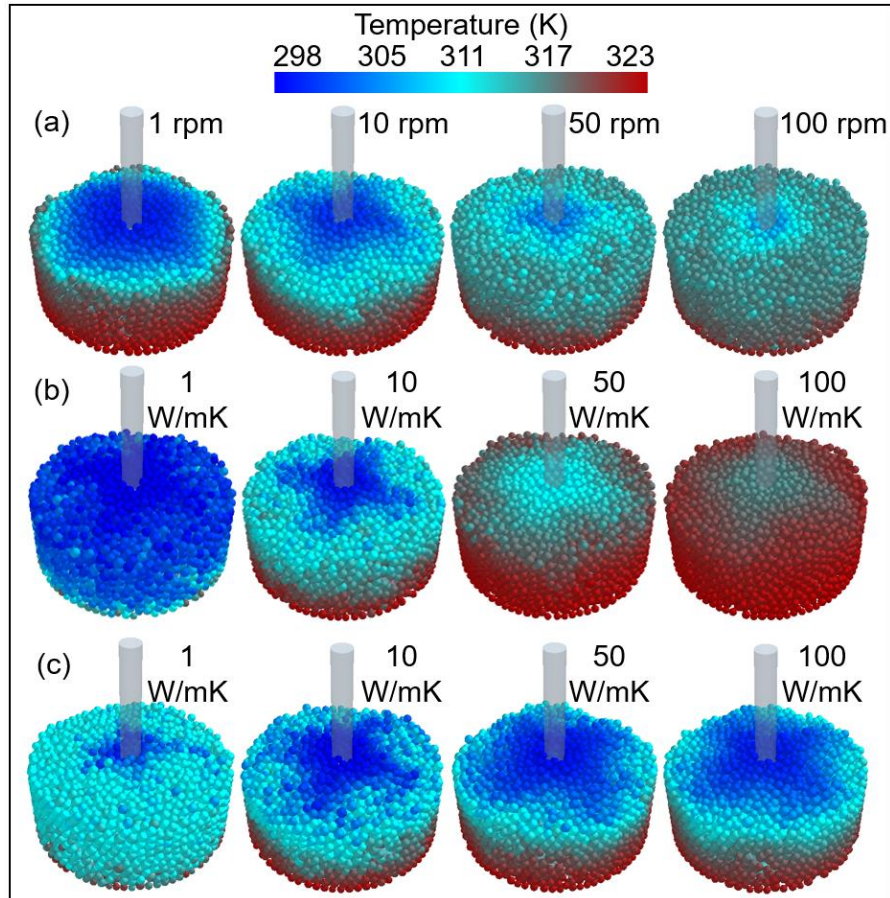 Temperature (K)
298 305 311 317 323
(a) 1 rpm 10 rpm 50 rpm 100 rpm
(b) 1 10 50 100
W/mK W/mK W/mK W/mK
(c) 1 10 50 100
W/mK W/mK W/mK W/mK